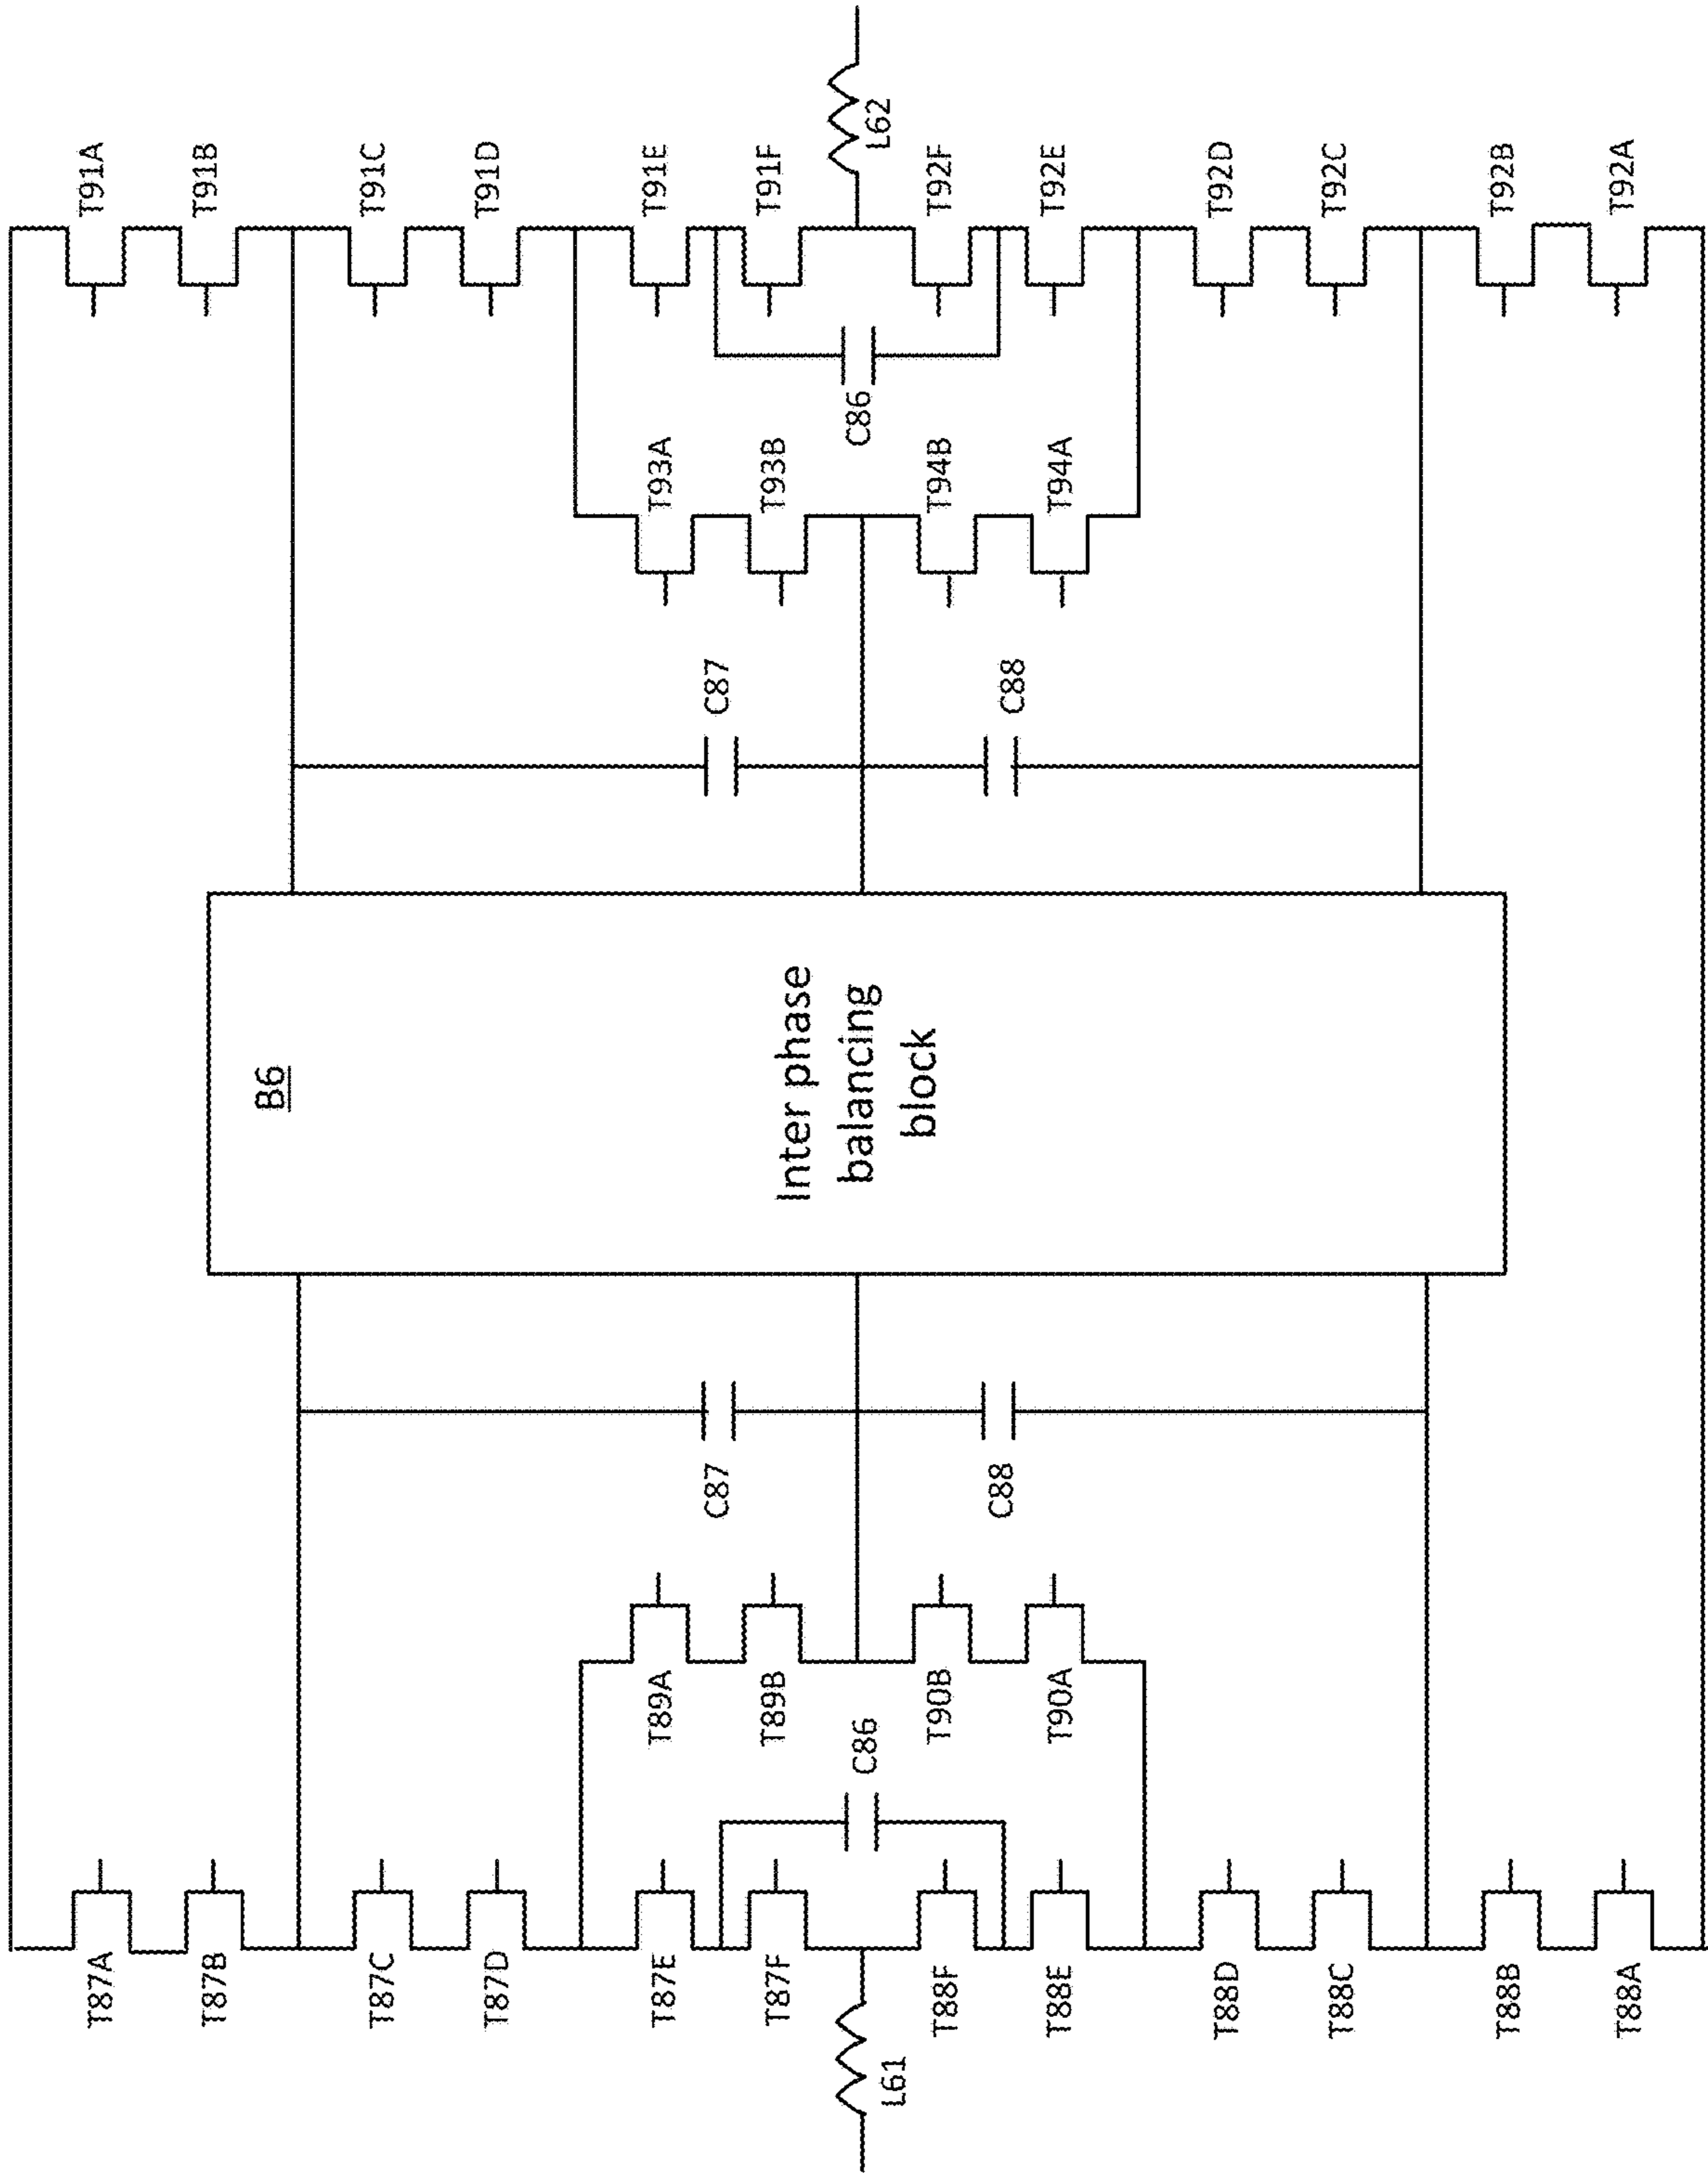 T87A
T87B
T87C
T87D
T87E
T87F
T88F
T88E
T88D
T88C
T88B
T88A
L61
C86
T89A
T89B
T90B
T90A
C87
C88
B6
Inter phase
balancing
block
C87
C88
T93A
T93B
T94B
T94A
C86
T91A
T91B
T91C
T91D
T91E
T91F
T92F
T92E
T92D
T92C
T92B
T92A
L62